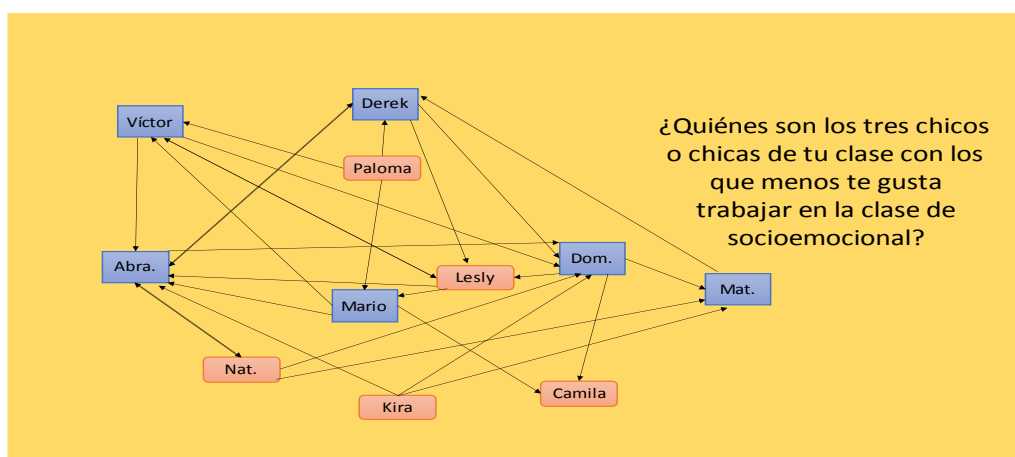 Derek
Víctor
¿Quiénes son los tres chicos
o chicas de tu clase con los
que menos te gusta
trabajar en la clase de
socioemocional?
Paloma
Dom.
Abra.
Lesly
Mat.
Mario
Nat.
Camila
Kira